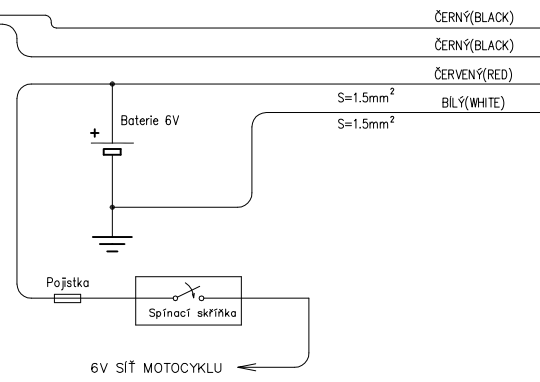 ČERNÝ(BLACK)
ČERNÝ(BLACK)
ČERVENÝ(RED)
S=1.5mm²
BÍLÝ(WHITE)
S=1.5mm²
Baterie 6V
+
Pojistka
Spínací skříňka
6V SÍŤ MOTOCYKLU